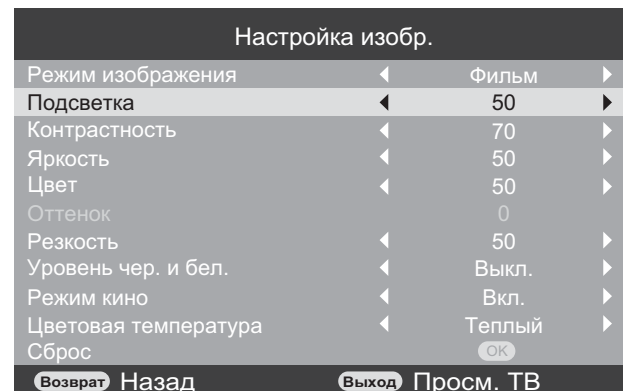 Настройка изобр.
Режим изображения Фильм
Подсветка 50
Контрастность 70
Яркость 50
Цвет 50
Оттенок 0
Резкость 50
Уровень чер. и бел. Выкл.
Режим кино Вкл.
Цветовая температура Теплый
Сброс OK
Возврат Назад Выход Просм. ТВ